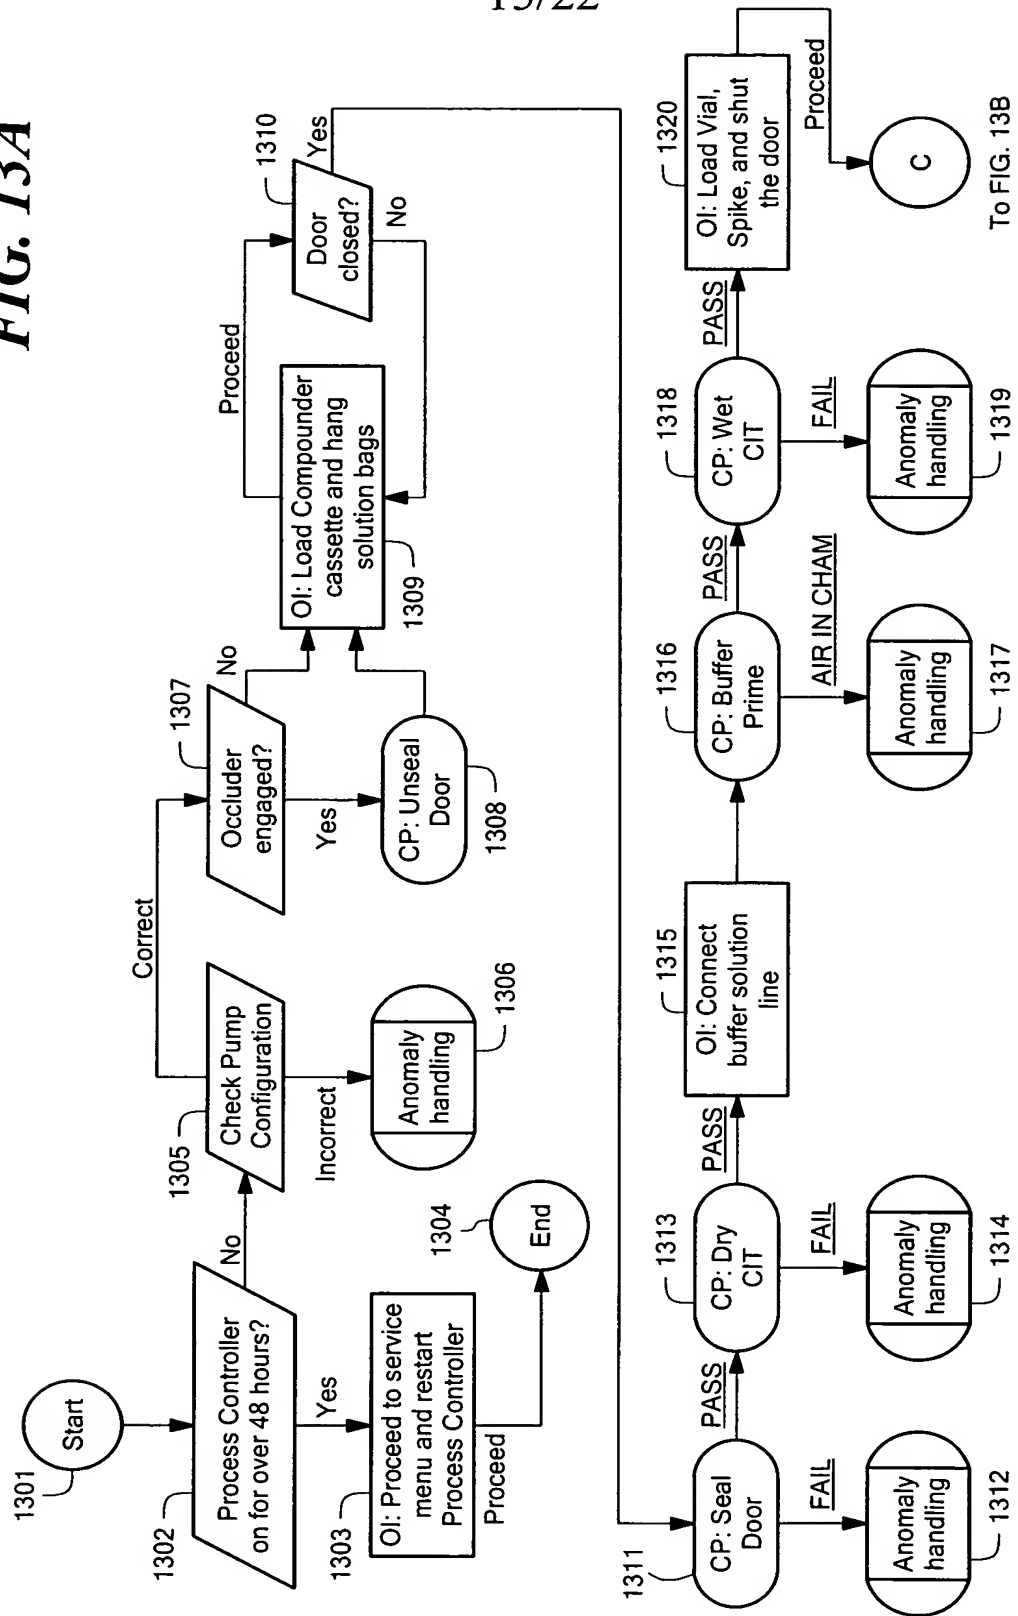 13/22
FIG. 13A
1301
Start
1302
Process Controller
on for over 48 hours?
No
Yes
1303
OI: Proceed to service
menu and restart
Process Controller
Proceed
1304
End
1305
Check Pump
Configuration
Correct
Incorrect
Anomaly
handling
1306
1307
Occluder
engaged?
No
Yes
CP: Unseal
Door
1308
OI: Load Compounder
cassette and hang
solution bags
1309
Proceed
1310
Door
closed?
Yes
No
1311
CP: Seal
Door
PASS
FAIL
Anomaly
handling
1312
1313
CP: Dry
CIT
PASS
FAIL
Anomaly
handling
1314
1315
OI: Connect
buffer solution
line
1316
CP: Buffer
Prime
PASS
AIR IN CHAM
Anomaly
handling
1317
1318
CP: Wet
CIT
PASS
FAIL
Anomaly
handling
1319
1320
OI: Load Vial,
Spike, and shut
the door
Proceed
C
To FIG. 13B